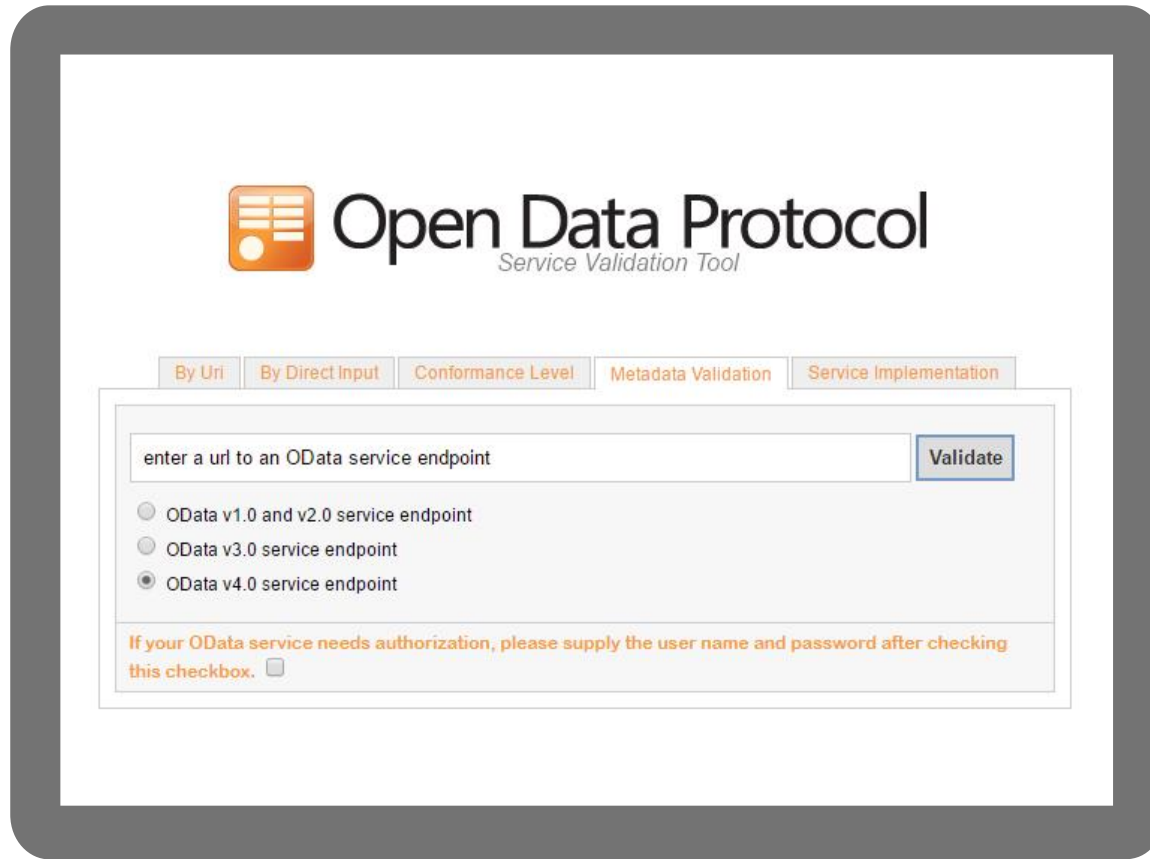 Open Data Protocol
Service Validation Tool
By Uri
By Direct Input
Conformance Level
Metadata Validation
Service Implementation
enter a url to an OData service endpoint
Validate
OData v1.0 and v2.0 service endpoint
OData v3.0 service endpoint
OData v4.0 service endpoint
If your OData service needs authorization, please supply the user name and password after checking
this checkbox.